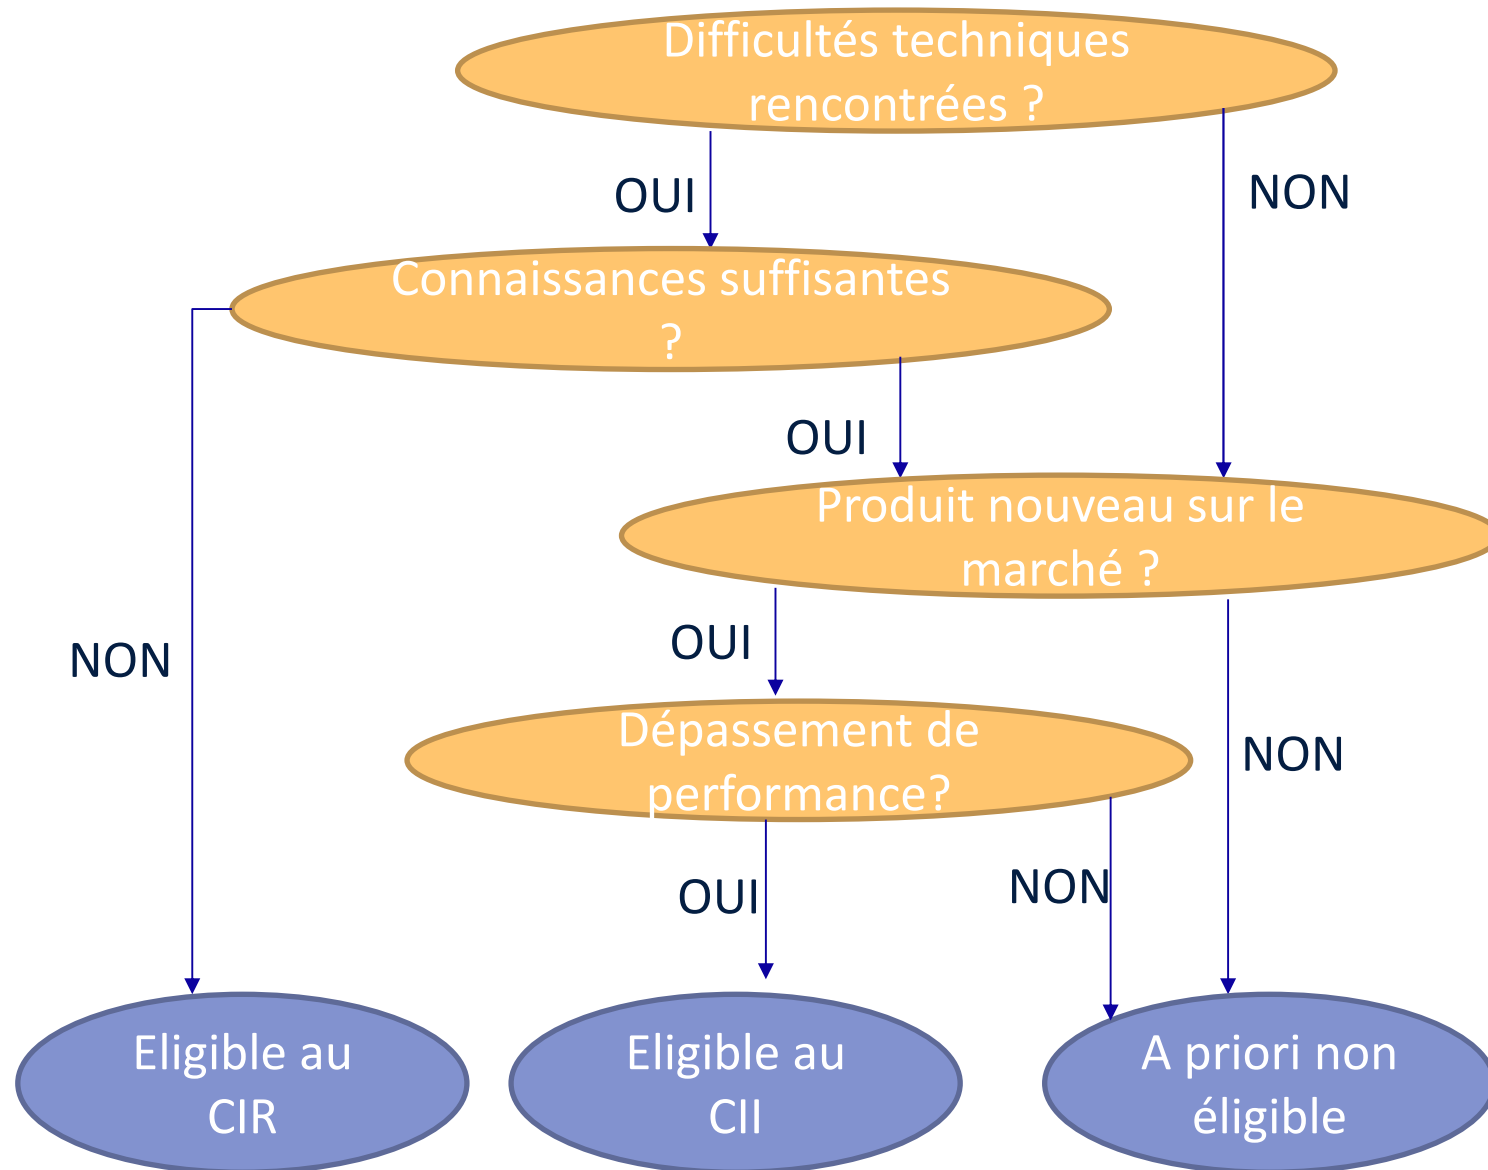 Difficultés techniques
rencontrées ?
OUI
NON
Connaissances suffisantes
?
OUI
Produit nouveau sur le
marché ?
OUI
NON
Dépassement de
performance?
NON
OUI
NON
Eligible au
CIR
Eligible au
CII
A priori non
éligible